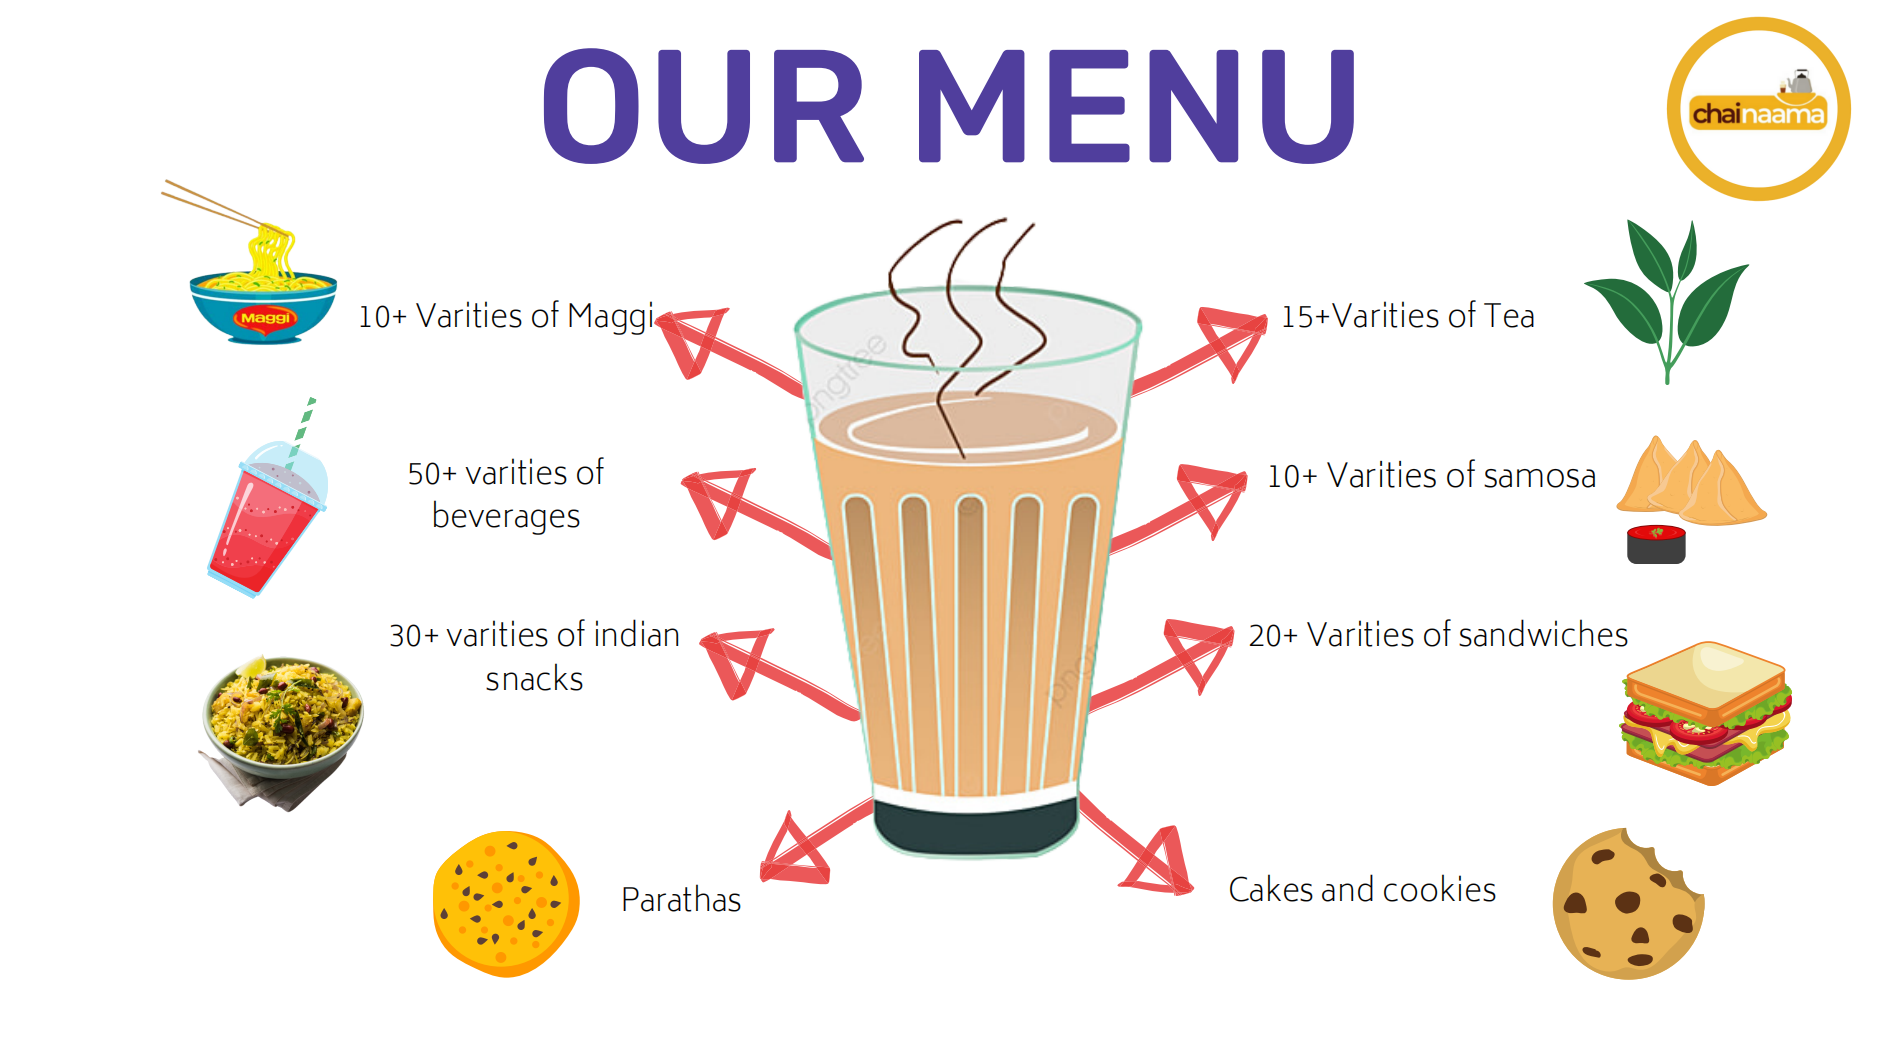 OUR MENU
chainaama
Maggi
10+ Varities of Maggi
15+Varities of Tea
50+ varities of
beverages
10+ Varities of samosa
30+ varities of indian
snacks
20+ Varities of sandwiches
Parathas
Cakes and cookies
pngtree